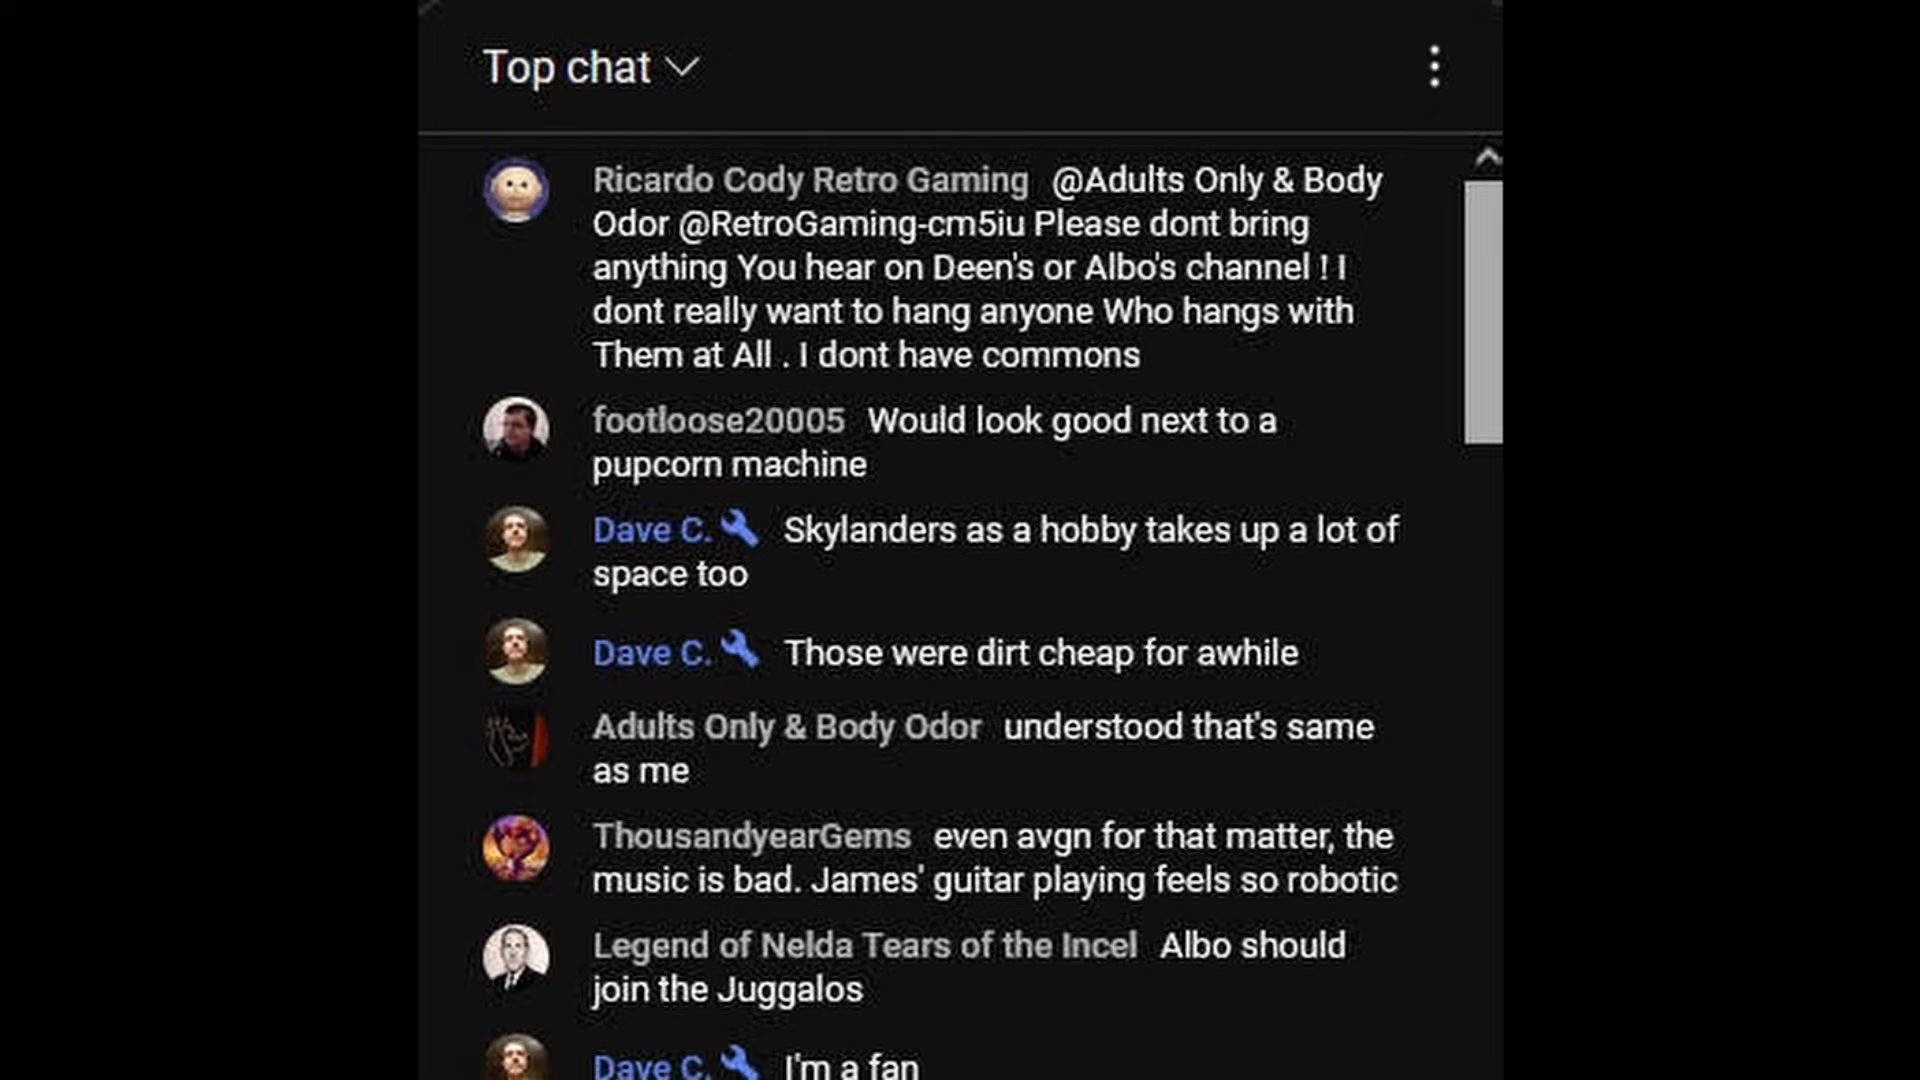 Top chat
Ricardo Cody Retro Gaming @Adults Only & Body
Odor @RetroGaming-cm5iu Please dont bring
anything You hear on Deen's or Albo's channel ! I
dont really want to hang anyone Who hangs with
Them at All . I dont have commons
footloose20005 Would look good next to a
pupcorn machine
Dave C. Skylanders as a hobby takes up a lot of
space too
Dave C. Those were dirt cheap for awhile
Adults Only & Body Odor understood that's same
as me
ThousandyearGems even avgn for that matter, the
music is bad. James' guitar playing feels so robotic
Legend of Nelda Tears of the Incel Albo should
join the Juggalos
Dave C. I'm a fan